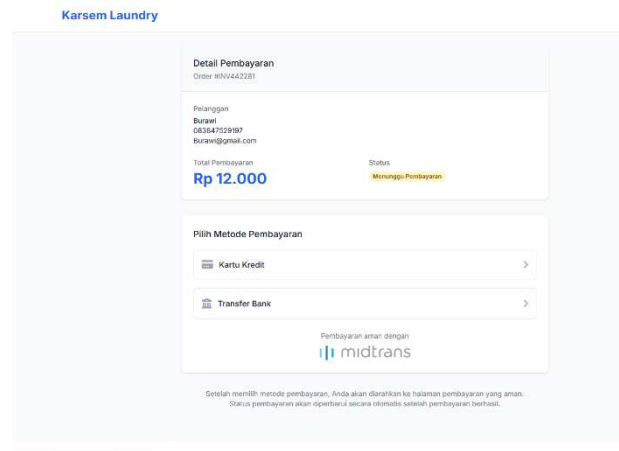 Karsem Laundry
Detail Pembayaran
Order #INV442281
Pelanggan
Burawi
083647529197
Burawi@gmail.com
Total Pembayaran
Status
Rp 12.000
Menunggu Pembayaran
Pilih Metode Pembayaran
Kartu Kredit
Transfer Bank
Pembayaran aman dengan
midtrans
Setelah memilih metode pembayaran, Anda akan diarahkan ke halaman pembayaran yang aman.
Status pembayaran akan diperbarui secara otomatis setelah pembayaran berhasil.